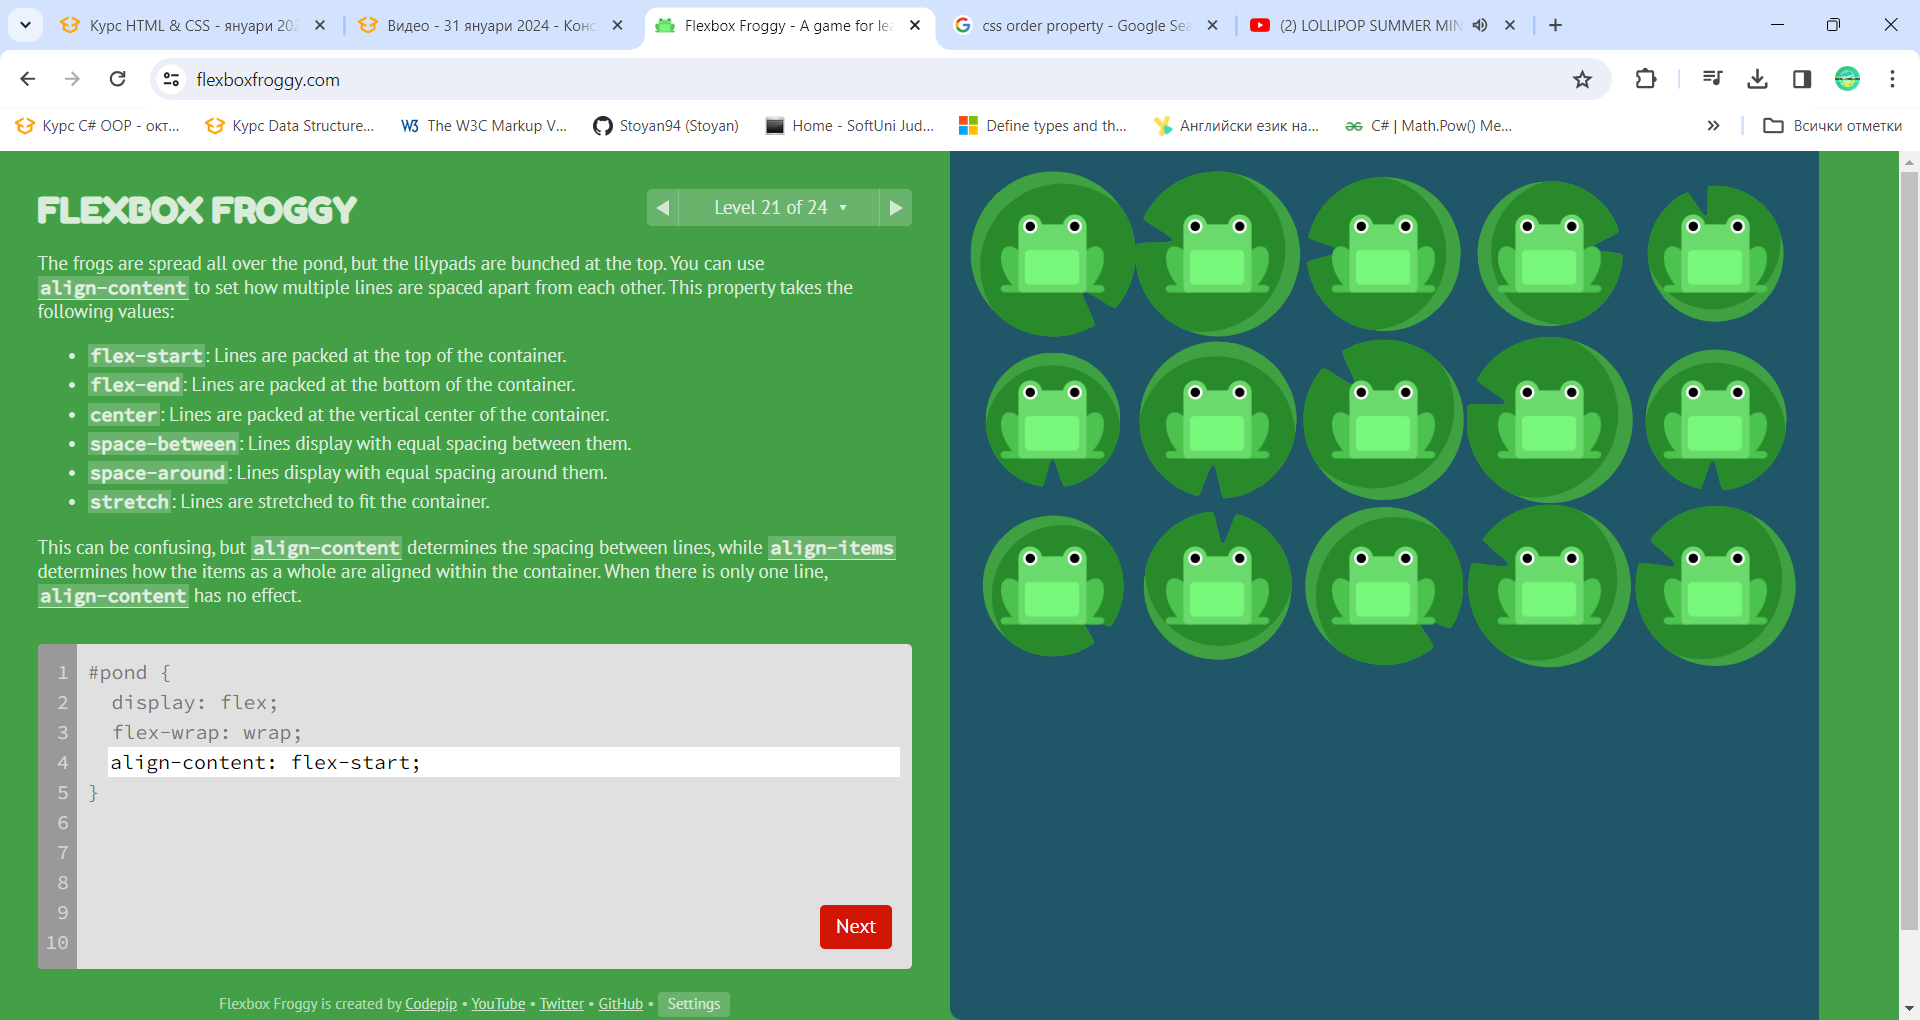 Курс HTML & CSS - януари 202
Видео - 31 януари 2024 - Конс
Flexbox Froggy - A game for lea
css order property - Google Sea
(2) LOLLIPOP SUMMER MIN
flexboxfroggy.com
Курс C# OOP - окт...
Курс Data Structure...
The W3C Markup V...
Stoyan94 (Stoyan)
Home - SoftUni Jud...
Define types and th...
Английски език на...
C# | Math.Pow() Me...
Всички отметки
FLEXBOX FROGGY
Level 21 of 24
The frogs are spread all over the pond, but the lilypads are bunched at the top. You can use
align-content to set how multiple lines are spaced apart from each other. This property takes the
following values:
• flex-start: Lines are packed at the top of the container.
• flex-end: Lines are packed at the bottom of the container.
• center: Lines are packed at the vertical center of the container.
• space-between: Lines display with equal spacing between them.
• space-around: Lines display with equal spacing around them.
• stretch: Lines are stretched to fit the container.
This can be confusing, but align-content determines the spacing between lines, while align-items
determines how the items as a whole are aligned within the container. When there is only one line,
align-content has no effect.
1 #pond {
2 display: flex;
3 flex-wrap: wrap;
4 align-content: flex-start;
5 }
6
7
8
9
10
Next
Flexbox Froggy is created by Codepip • YouTube • Twitter • GitHub • Settings